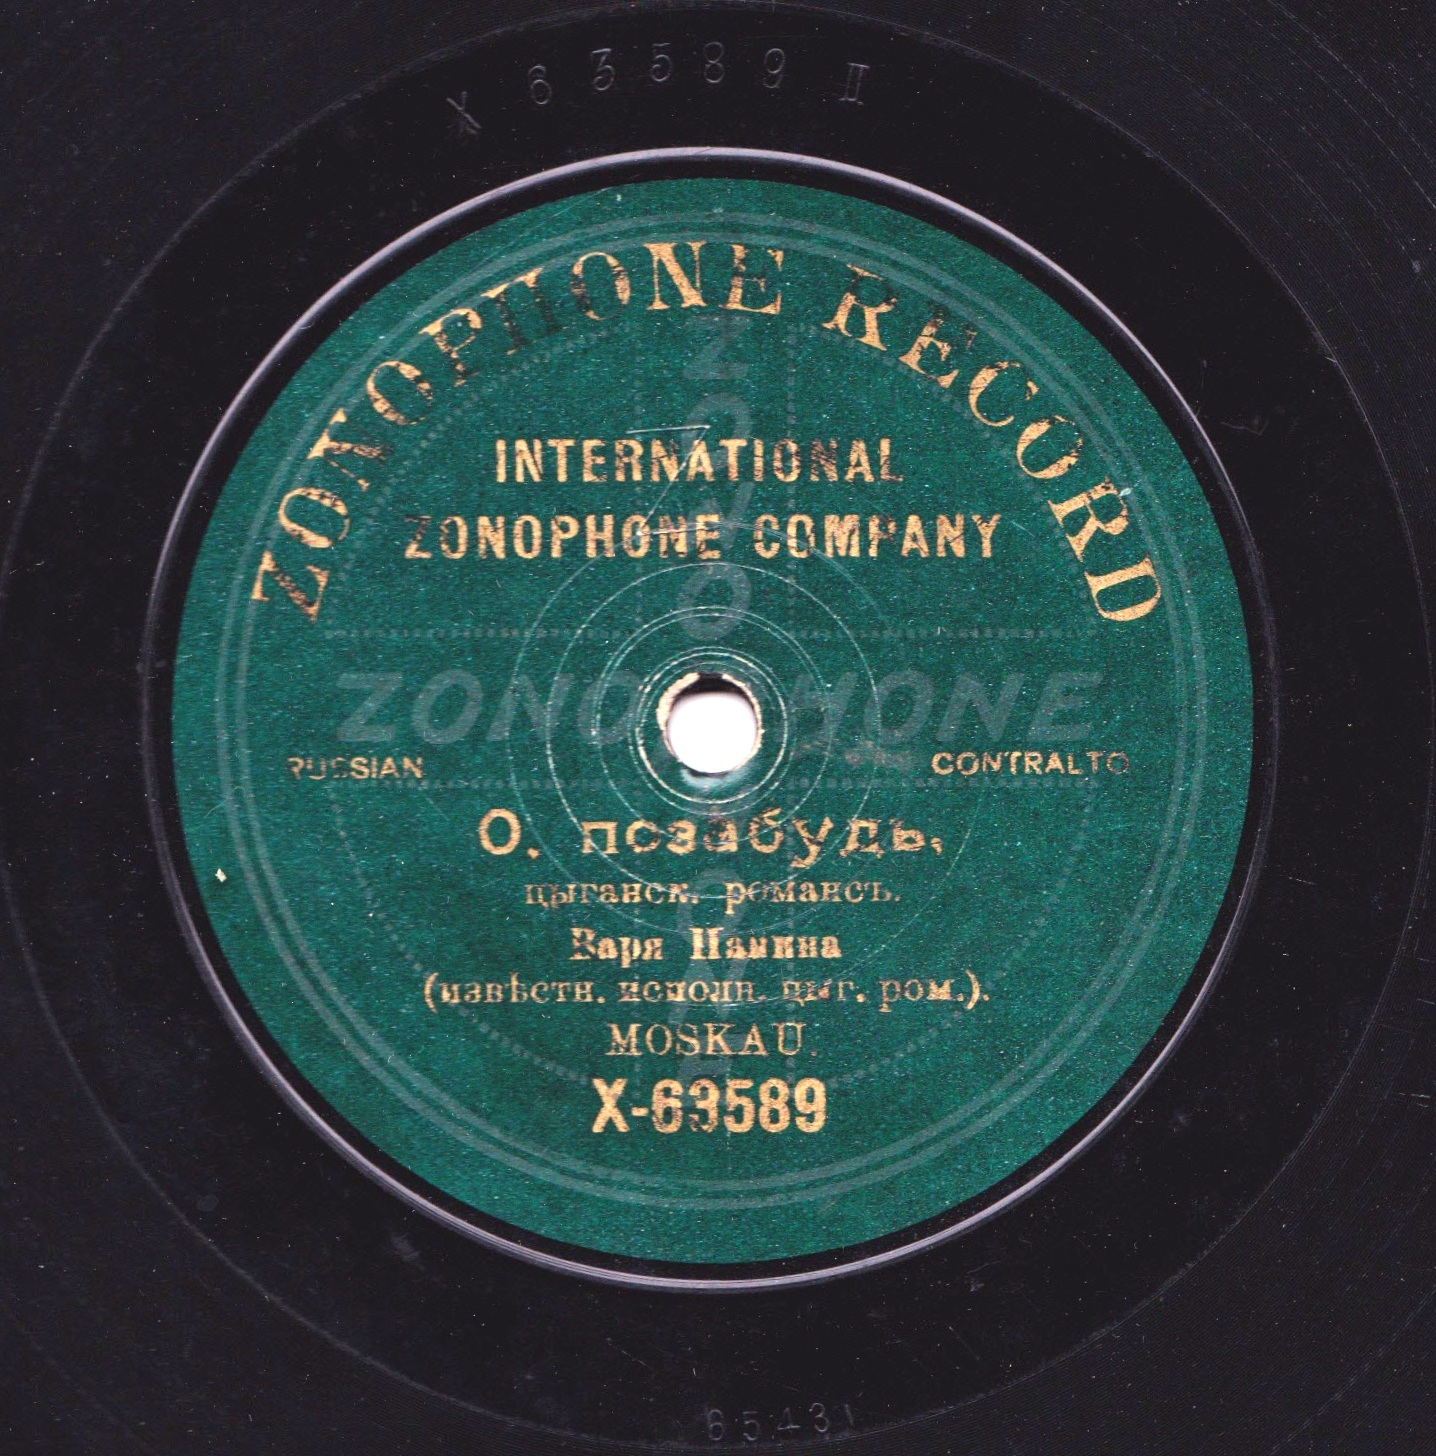 X 63589 II
ZONOPHONE RECORD
INTERNATIONAL
ZONOPHONE COMPANY
ZONOPHONE
ZONOPHONE
RUSSIAN
CONTRALTO
О, позабудь,
цыганск. романсъ.
Варя Панина
(извѣстн. исполн. цыг. ром.).
MOSKAU.
X-63589